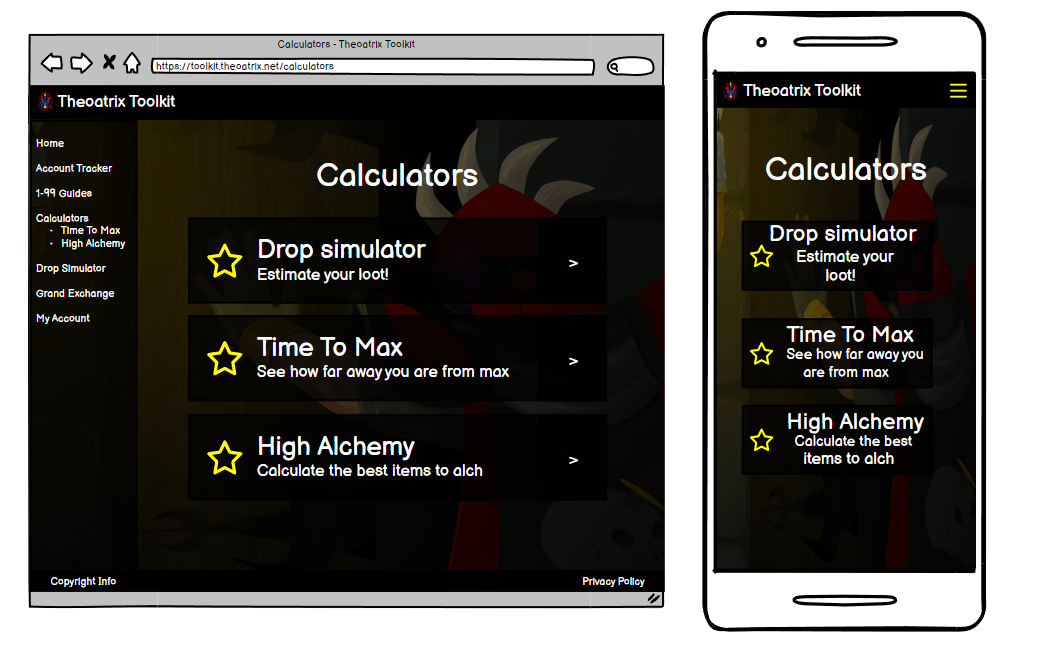 Calculators - Theoatrix Toolkit
https://toolkit.theoatrix.net/calculators
Theoatrix Toolkit
Home
Account Tracker
1-99 Guides
Calculators
• Time To Max
• High Alchemy
Drop Simulator
Grand Exchange
My Account
Calculators
Drop simulator
Estimate your loot!
>
Time To Max
See how far away you are from max
>
High Alchemy
Calculate the best items to alch
>
Copyright Info
Privacy Policy
Theoatrix Toolkit
Calculators
Drop simulator
Estimate your
loot!
Time To Max
See how far away you
are from max
High Alchemy
Calculate the best
items to alch